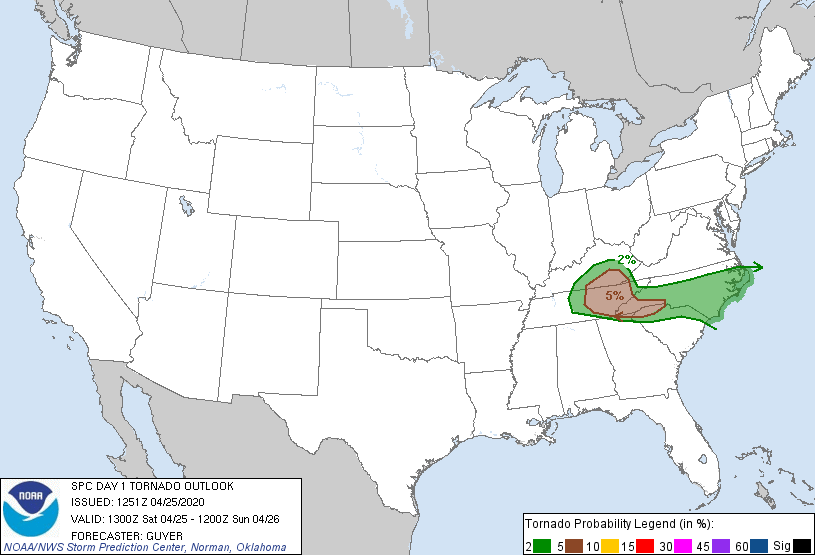 2%
5%
NOAA
SPC DAY 1 TORNADO OUTLOOK
ISSUED: 1251Z 04/25/2020
VALID: 1300Z Sat 04/25 - 1200Z Sun 04/26
FORECASTER: GUYER
NOAA/NWS Storm Prediction Center, Norman, Oklahoma
Tornado Probability Legend (in %):
2 5 10 15 30 45 60 Sig